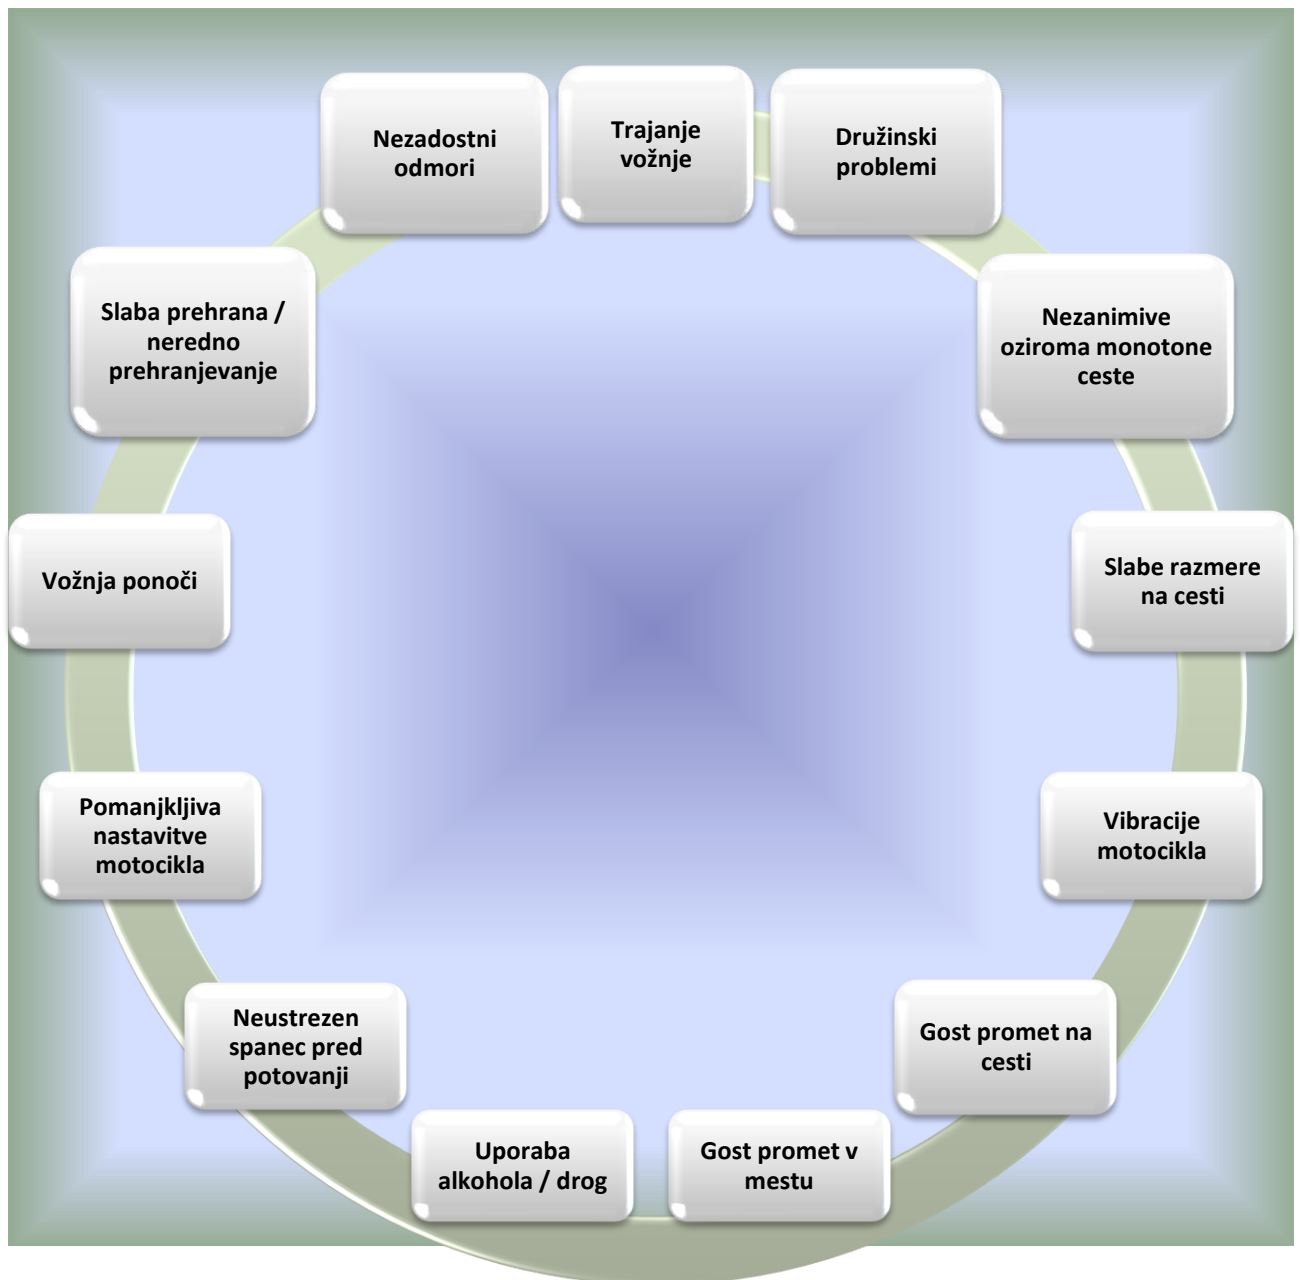 Nezadostni
odmori
Trajanje
vožnje
Družinski
problemi
Slaba prehrana /
neredno
prehranjevanje
Nezanimive
oziroma monotone
ceste
Vožnja ponoči
Slabe razmere
na cesti
Pomanjkljiva
nastavitve
motocikla
Vibracije
motocikla
Neustrezen
spanec pred
potovanji
Gost promet na
cesti
Uporaba
alkohola / drog
Gost promet v
mestu